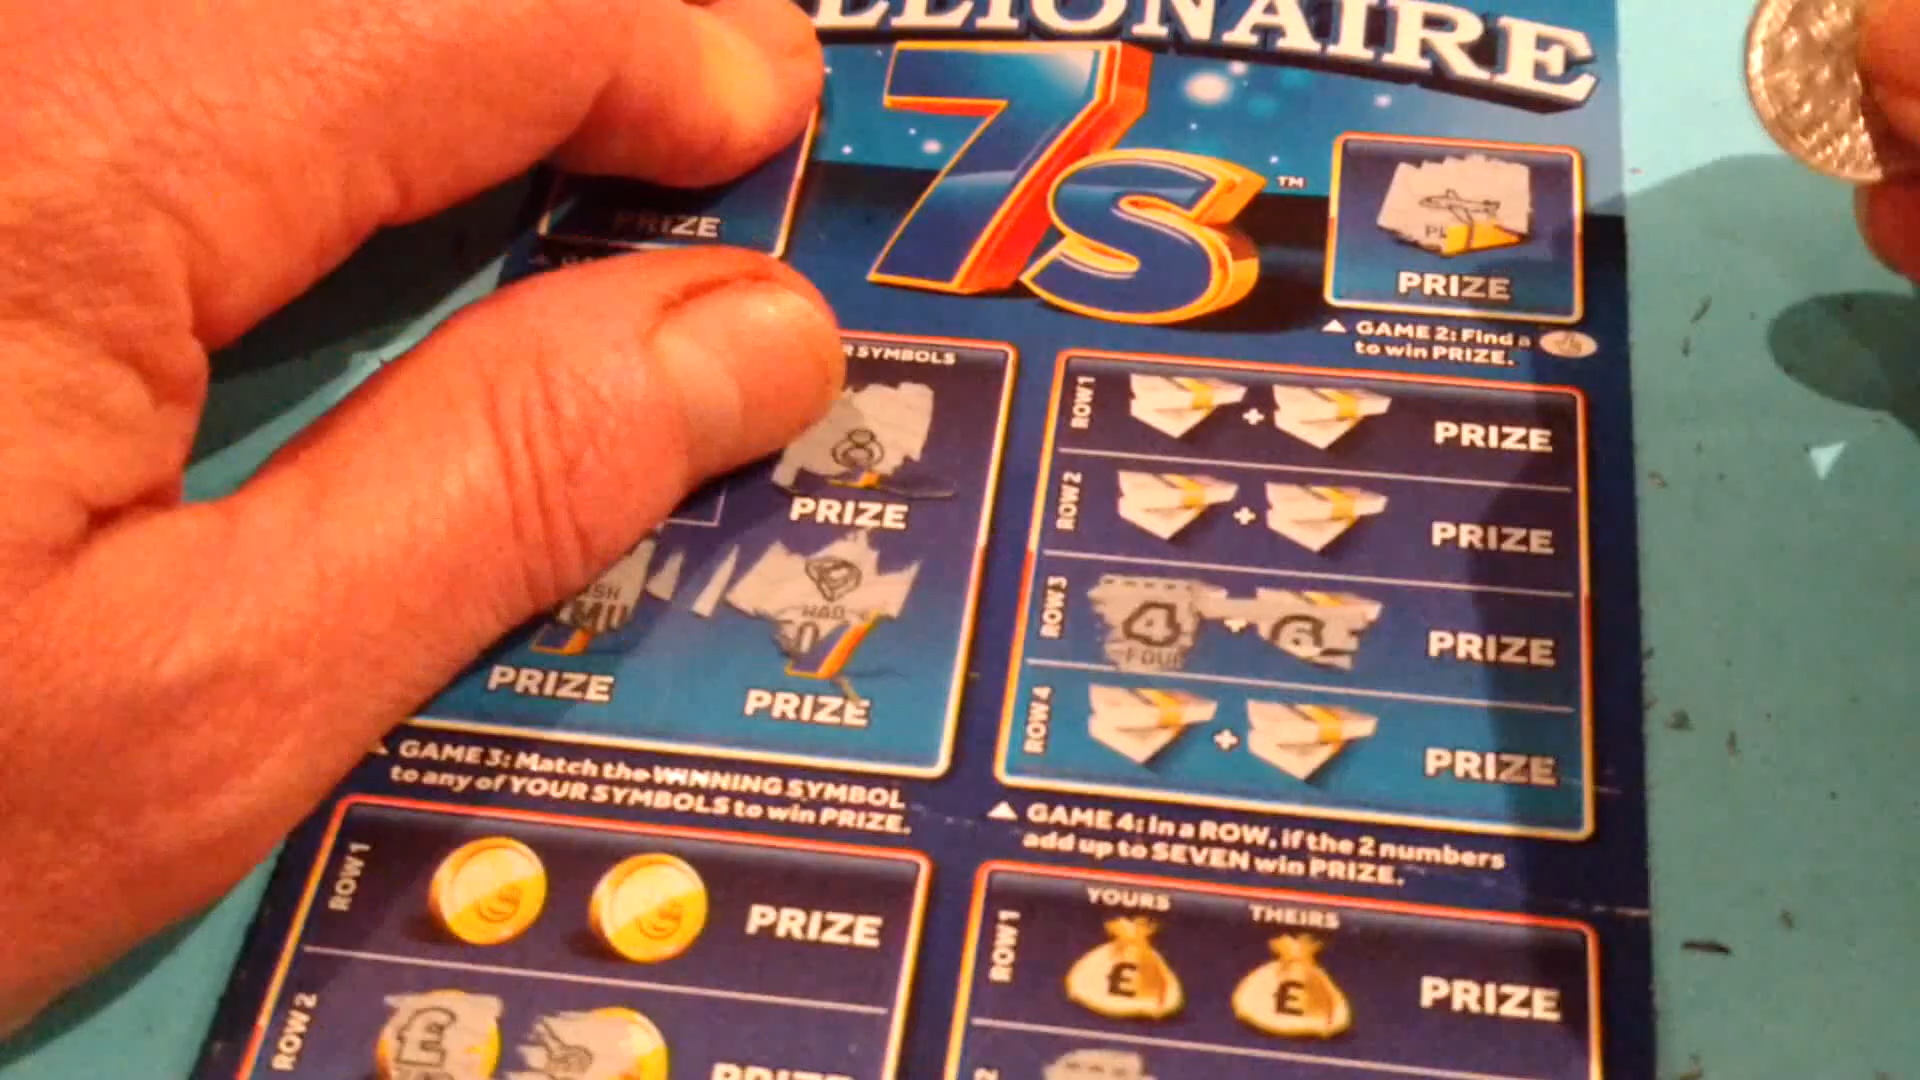 LLIONAIRE
7s
TM
PRIZE
PRIZE
GAME 2: Find a
to win PRIZE.
R SYMBOLS
PRIZE
PRIZE
PRIZE
GAME 3: Match the WINNING SYMBOL
to any of YOUR SYMBOLS to win PRIZE.
ROW 1
+
PRIZE
ROW 2
+
PRIZE
ROW 3
4
FOUR
6
PRIZE
ROW 4
+
PRIZE
GAME 4: In a ROW, if the 2 numbers
add up to SEVEN win PRIZE.
ROW 1
PRIZE
ROW 2
£
PRIZE
YOURS
THEIRS
ROW 1
£
£
PRIZE